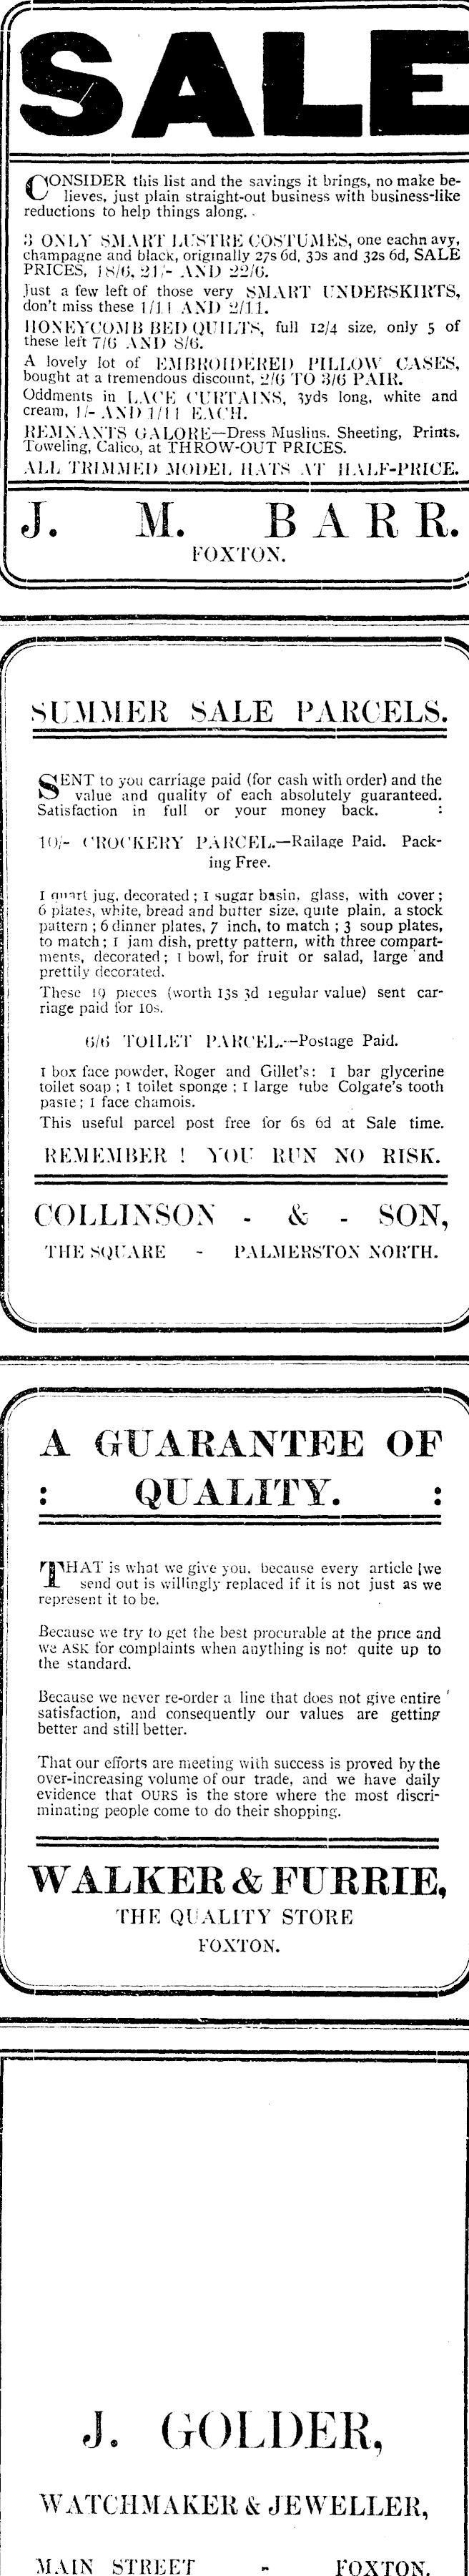 SALE
CONSIDER this list and the savings it brings, no make be-
lieves, just plain straight-out business with business-like
reductions to help things along.
3 ONLY SMART LUSTRE COSTUMES, one eachn avy,
champagne and black, originally 27s 6d, 30s and 32s 6d, SALE
PRICES, 18/6, 21/- AND 22/6.
Just a few left of those very SMART UNDERSKIRTS,
don't miss these 1/11 AND 2/11.
HONEYCOMB BED QUILTS, full 12/4 size, only 5 of
these left 7/6 AND 8/6.
A lovely lot of EMBROIDERED PILLOW CASES,
bought at a tremendous discount, 2/6 TO 3/6 PAIR.
Oddments in LACE CURTAINS, 3yds long, white and
cream, 1/- AND 1/11 EACH.
REMNANTS GALORE—Dress Muslins, Sheeting, Prints,
Toweling, Calico, at THROW-OUT PRICES.
ALL TRIMMED MODEL HATS AT HALF-PRICE.
J. M. BARR.
FOXTON.
SUMMER SALE PARCELS.
SENT to you carriage paid (for cash with order) and the
value and quality of each absolutely guaranteed.
Satisfaction in full or your money back. :
10/- CROCKERY PARCEL.—Railage Paid. Pack-
ing Free.
1 quart jug, decorated ; 1 sugar basin, glass, with cover ;
6 plates, white, bread and butter size, quite plain, a stock
pattern ; 6 dinner plates, 7 inch, to match ; 3 soup plates,
to match ; 1 jam dish, pretty pattern, with three compart-
ments, decorated ; 1 bowl, for fruit or salad, large and
prettily decorated.
These 19 pieces (worth 13s 3d regular value) sent car-
riage paid for 10s.
6/6 TOILET PARCEL.—Postage Paid.
1 box face powder, Roger and Gillet's: 1 bar glycerine
toilet soap ; 1 toilet sponge ; 1 large tube Colgate's tooth
paste ; 1 face chamois.
This useful parcel post free for 6s 6d at Sale time.
REMEMBER ! YOU RUN NO RISK.
COLLINSON - & - SON,
THE SQUARE - PALMERSTON NORTH.
A GUARANTEE OF
: QUALITY. :
THAT is what we give you, because every article [we
send out is willingly replaced if it is not just as we
represent it to be.
Because we try to get the best procurable at the price and
we ASK for complaints when anything is not quite up to
the standard.
Because we never re-order a line that does not give entire
satisfaction, and consequently our values are getting
better and still better.
That our efforts are meeting with success is proved by the
over-increasing volume of our trade, and we have daily
evidence that OURS is the store where the most discri-
minating people come to do their shopping.
WALKER & FURRIE,
THE QUALITY STORE
FOXTON.
J. GOLDER,
WATCHMAKER & JEWELLER,
MAIN STREET - FOXTON.